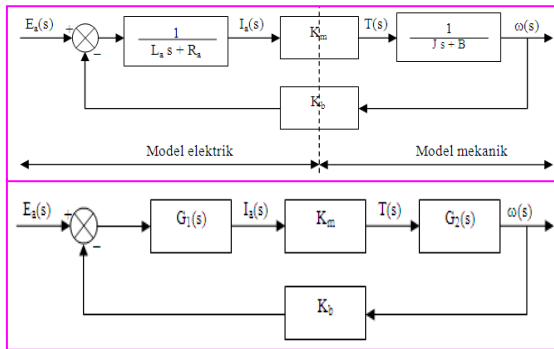 Eₐ(s) + − 1 / Lₐ s + Rₐ Iₐ(s) Kₘ T(s) 1 / J s + B ω(s)
K_b
Model elektrik Model mekanik
Eₐ(s) + − G₁(s) Iₐ(s) Kₘ T(s) G₂(s) ω(s)
K_b